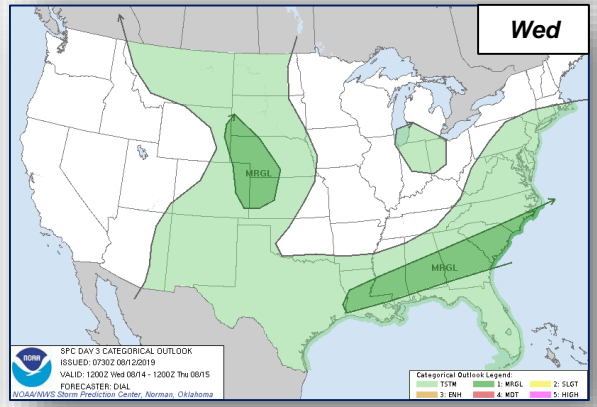 Wed
MRGL
MRGL
SPC DAY 3 CATEGORICAL OUTLOOK
ISSUED: 0730Z 08/12/2019
VALID: 1200Z Wed 08/14 - 1200Z Thu 08/15
FORECASTER: DIAL
NOAA/NWS Storm Prediction Center, Norman, Oklahoma
NOAA
Categorical Outlook Legend:
TSTM 1: MRGL 2: SLGT
3: ENH 4: MDT 5: HIGH